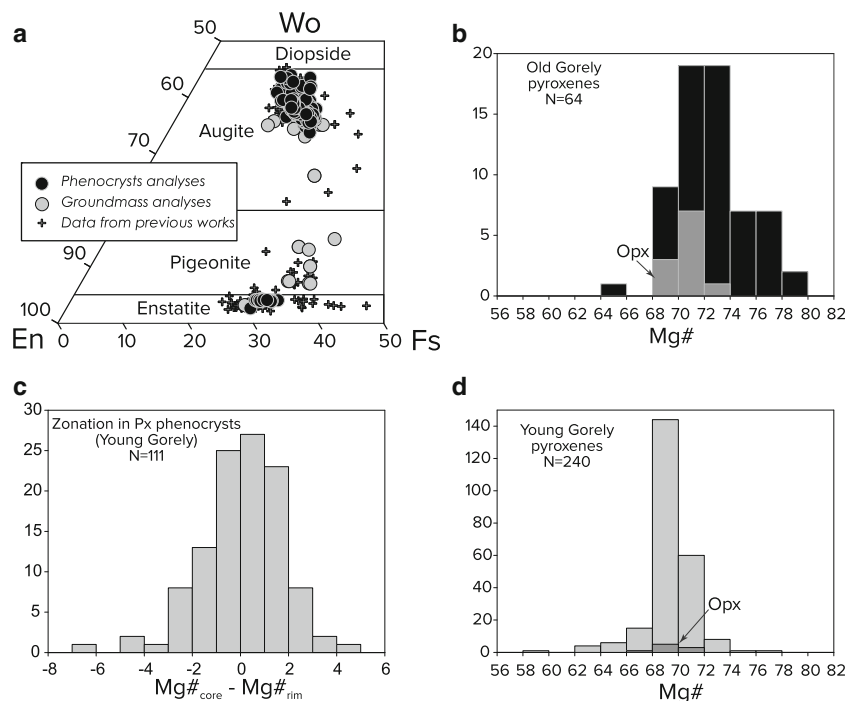 a
Wo
50
Diopside
60
Augite
70
Phenocrysts analyses
Groundmass analyses
Data from previous works
90
Pigeonite
Enstatite
100
En
0
10
20
30
40
50
Fs
b
20
15
10
5
0
Old Gorely
pyroxenes
N=64
Opx
56 58 60 62 64 66 68 70 72 74 76 78 80 82
Mg#
c
30
25
20
15
10
5
0
Zonation in Px phenocrysts
(Young Gorely)
N=111
-8 -6 -4 -2 0 2 4 6
Mg#core - Mg#rim
d
140
120
100
80
60
40
20
0
Young Gorely
pyroxenes
N=240
Opx
56 58 60 62 64 66 68 70 72 74 76 78 80 82
Mg#